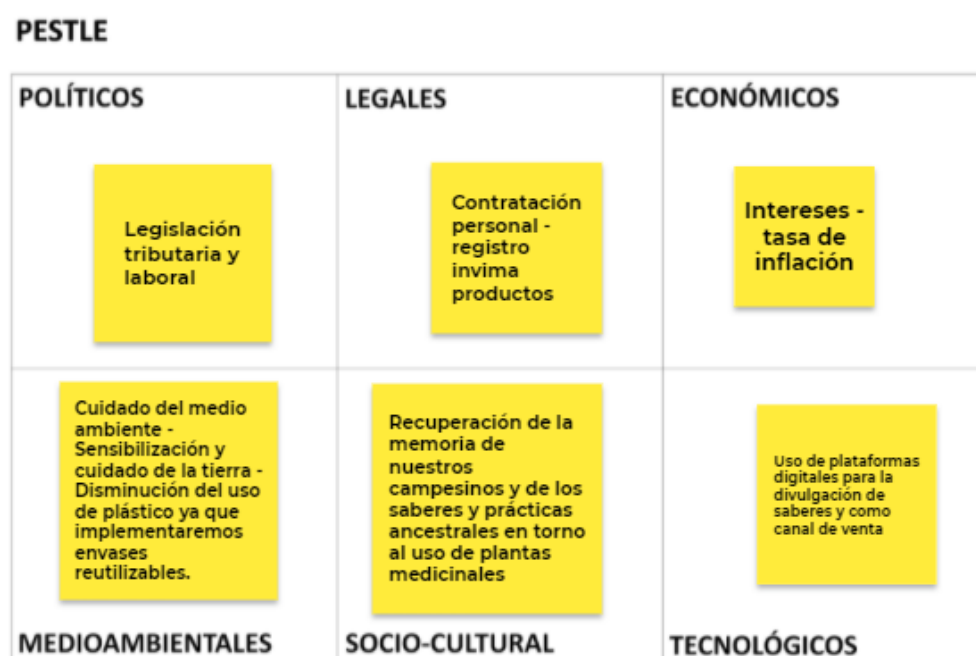 PESTLE
POLÍTICOS
Legislación
tributaria y
laboral
LEGALES
Contratación
personal -
registro
invima
productos
ECONÓMICOS
Intereses -
tasa de
inflación
Cuidado del medio
ambiente -
Sensibilización y
cuidado de la tierra -
Disminución del uso
de plástico ya que
implementaremos
envases
reutilizables.
MEDIOAMBIENTALES
Recuperación de la
memoria de
nuestros
campesinos y de los
saberes y prácticas
ancestrales en torno
al uso de plantas
medicinales
SOCIO-CULTURAL
Uso de plataformas
digitales para la
divulgación de
saberes y como
canal de venta
TECNOLÓGICOS